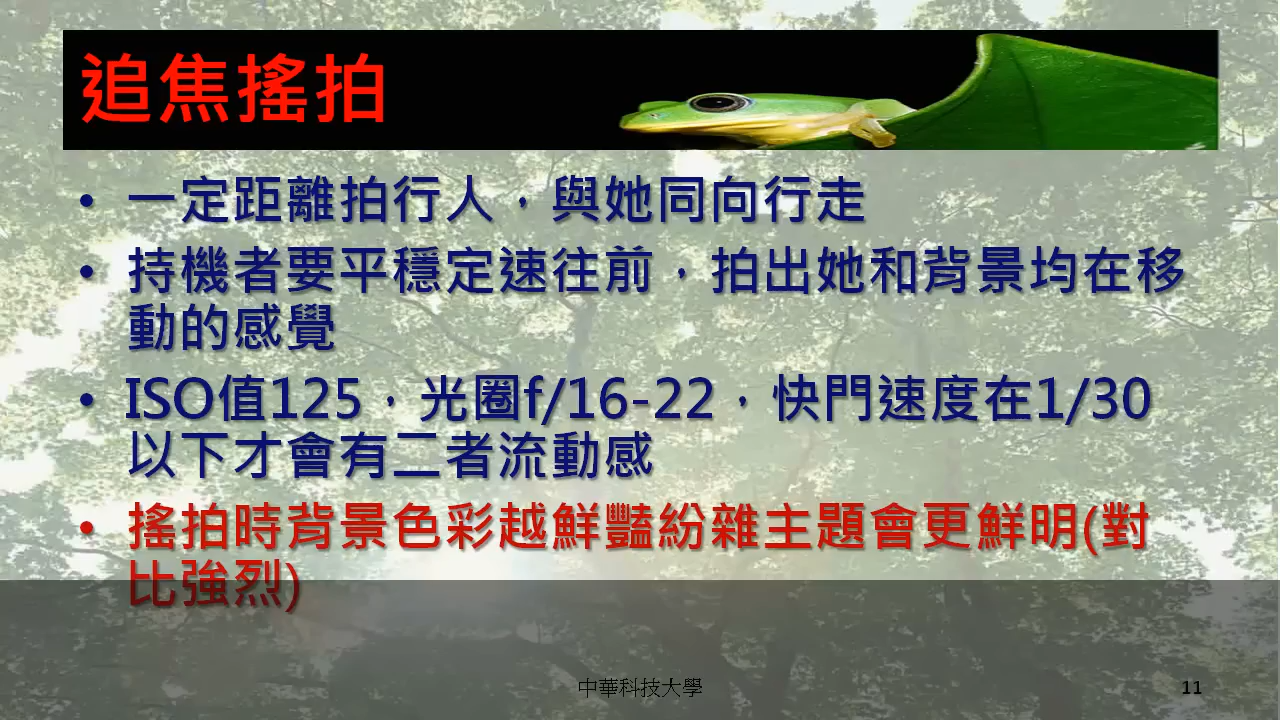 追焦搖拍
• 一定距離拍行人，與她同向行走
• 持機者要平穩定速往前，拍出她和背景均在移
動的感覺
• ISO值125，光圈f/16-22，快門速度在1/30
以下才會有二者流動感
• 搖拍時背景色彩越鮮豔紛雜主題會更鮮明(對
比強烈)
中華科技大學
11